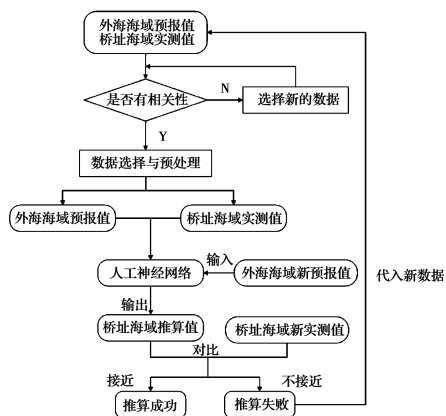 外海海域预报值
桥址海域实测值
是否有相关性
N
选择新的数据
Y
数据选择与预处理
外海海域预报值
桥址海域实测值
人工神经网络
输入
外海海域新预报值
代入新数据
输出
桥址海域推算值
桥址海域新实测值
对比
接近
不接近
推算成功
推算失败